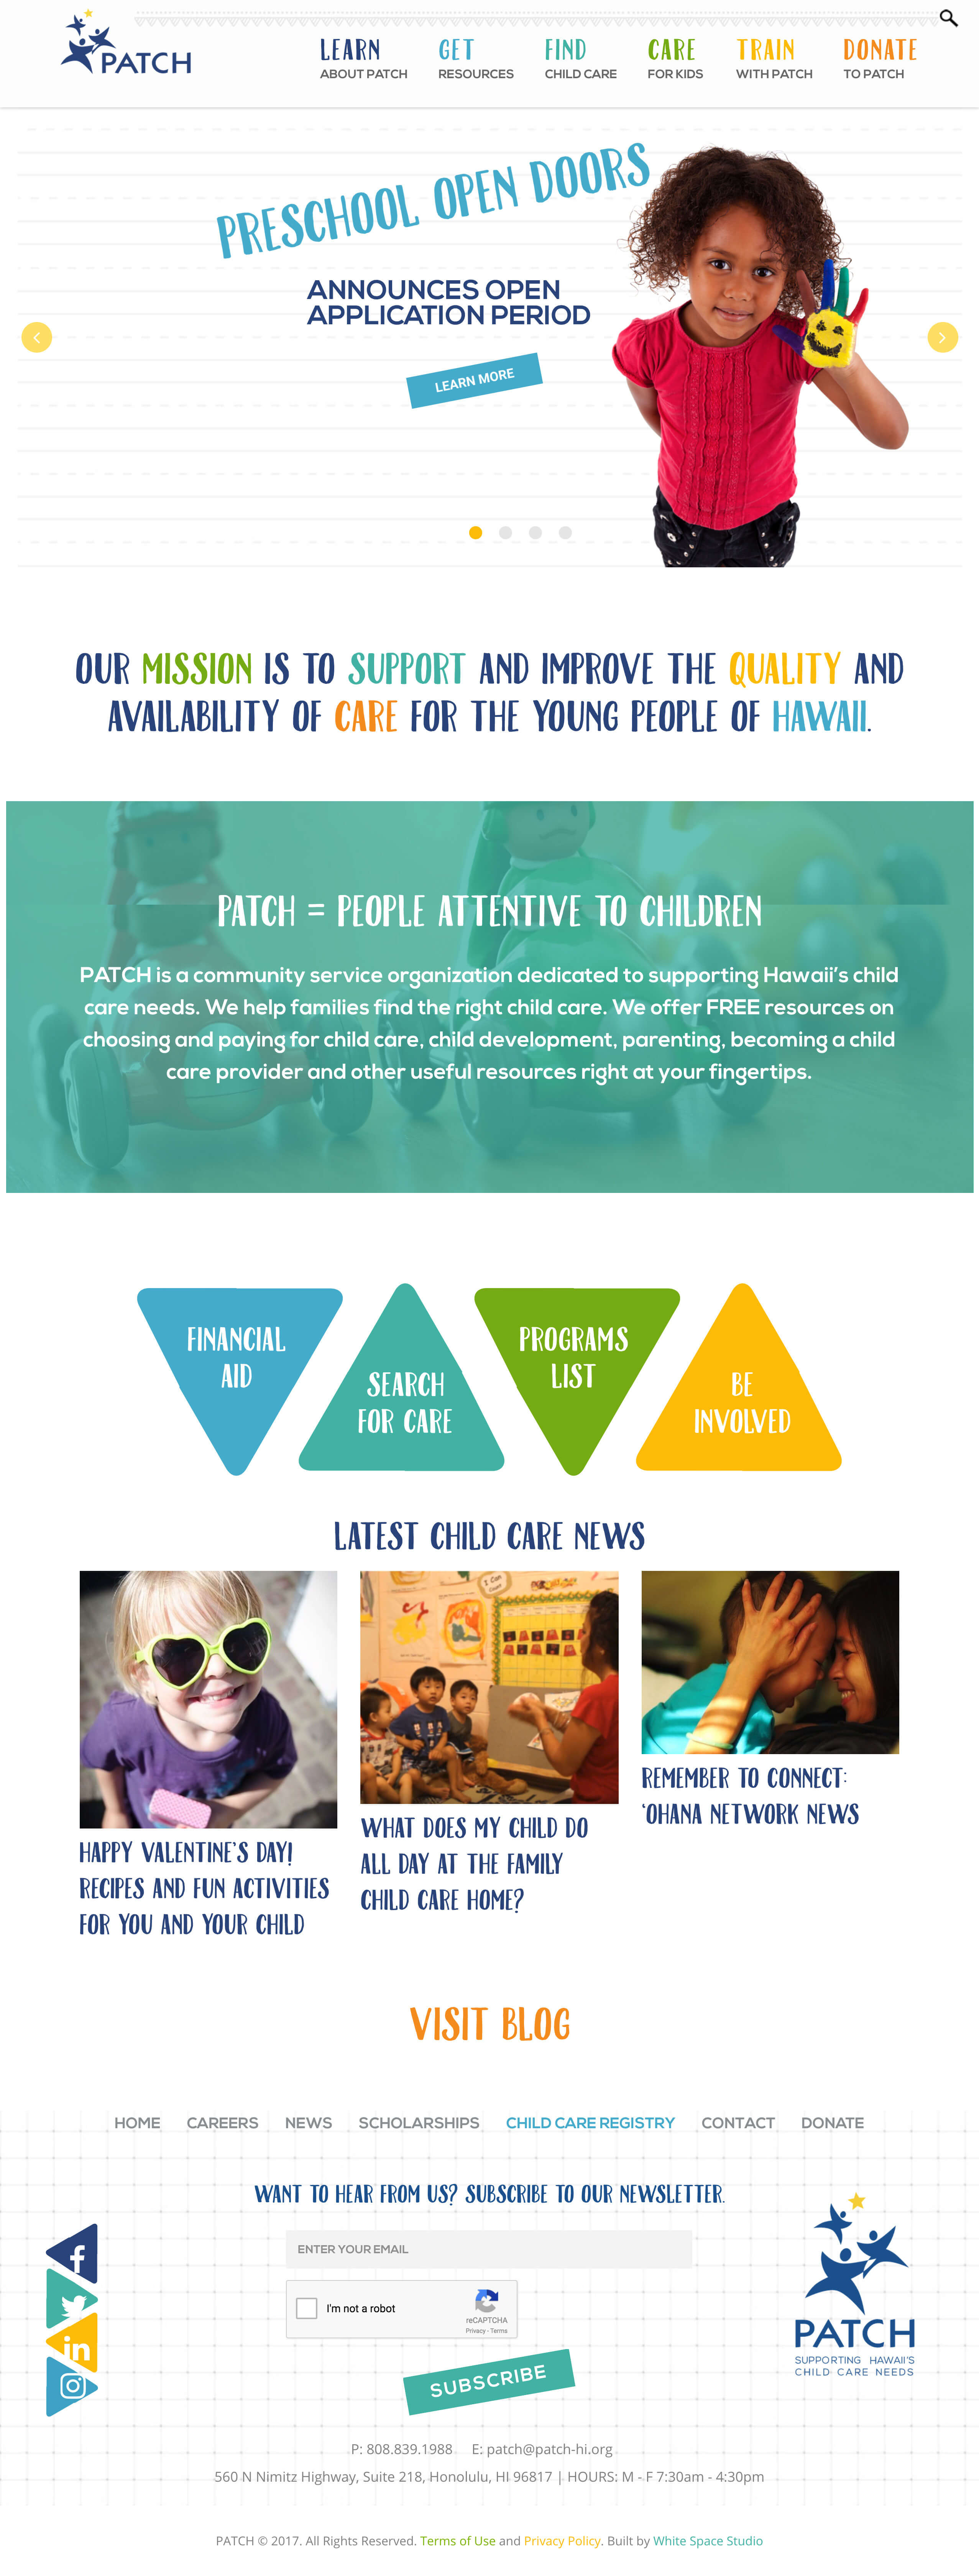 PATCH
LEARN
ABOUT PATCH
GET
RESOURCES
FIND
CHILD CARE
CARE
FOR KIDS
TRAIN
WITH PATCH
DONATE
TO PATCH
PRESCHOOL OPEN DOORS
ANNOUNCES OPEN
APPLICATION PERIOD
LEARN MORE
OUR MISSION IS TO SUPPORT AND IMPROVE THE QUALITY AND
AVAILABILITY OF CARE FOR THE YOUNG PEOPLE OF HAWAII.
PATCH = PEOPLE ATTENTIVE TO CHILDREN
PATCH is a community service organization dedicated to supporting Hawaii's child
care needs. We help families find the right child care. We offer FREE resources on
choosing and paying for child care, child development, parenting, becoming a child
care provider and other useful resources right at your fingertips.
FINANCIAL
AID
SEARCH
FOR CARE
PROGRAMS
LIST
BE
INVOLVED
LATEST CHILD CARE NEWS
I Can
HAPPY VALENTINE'S DAY!
RECIPES AND FUN ACTIVITIES
FOR YOU AND YOUR CHILD
WHAT DOES MY CHILD DO
ALL DAY AT THE FAMILY
CHILD CARE HOME?
REMEMBER TO CONNECT:
'OHANA NETWORK NEWS
VISIT BLOG
HOME CAREERS NEWS SCHOLARSHIPS CHILD CARE REGISTRY CONTACT DONATE
WANT TO HEAR FROM US? SUBSCRIBE TO OUR NEWSLETTER.
ENTER YOUR EMAIL
I'm not a robot
reCAPTCHA
Privacy - Terms
SUBSCRIBE
PATCH
SUPPORTING HAWAII'S
CHILD CARE NEEDS
P: 808.839.1988 E: patch@patch-hi.org
560 N Nimitz Highway, Suite 218, Honolulu, HI 96817 | HOURS: M - F 7:30am - 4:30pm
PATCH © 2017. All Rights Reserved. Terms of Use and Privacy Policy. Built by White Space Studio